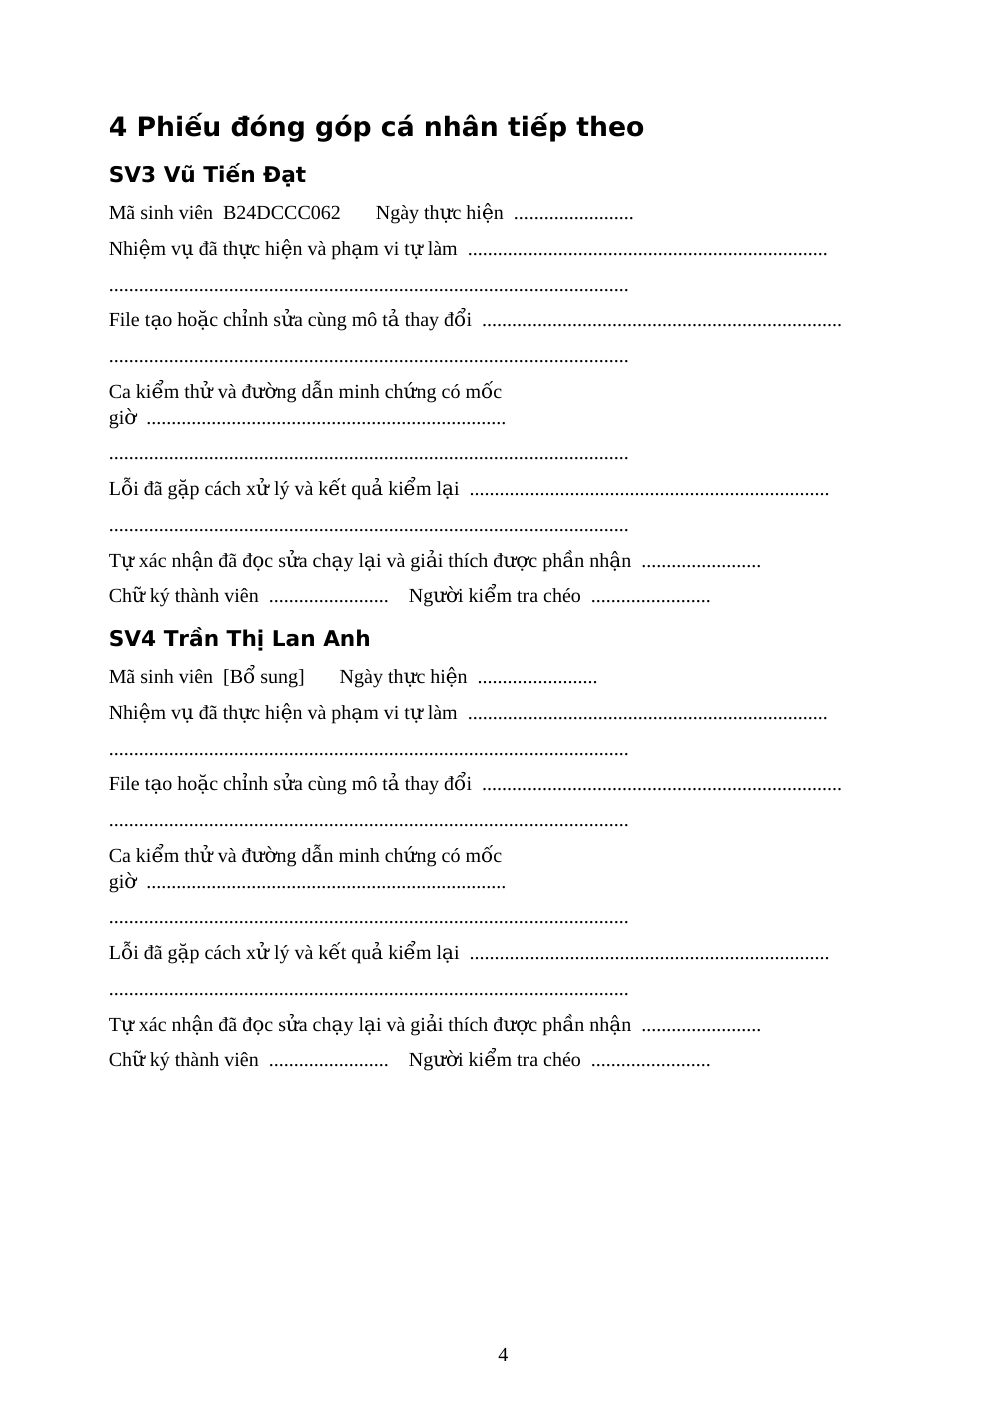 4 Phiếu đóng góp cá nhân tiếp theo
SV3 Vũ Tiến Đạt
Mã sinh viên B24DCCC062 Ngày thực hiện ........................
Nhiệm vụ đã thực hiện và phạm vi tự làm ........................................................................
........................................................................................................
File tạo hoặc chỉnh sửa cùng mô tả thay đổi ........................................................................
........................................................................................................
Ca kiểm thử và đường dẫn minh chứng có mốc
giờ ........................................................................
........................................................................................................
Lỗi đã gặp cách xử lý và kết quả kiểm lại ........................................................................
........................................................................................................
Tự xác nhận đã đọc sửa chạy lại và giải thích được phần nhận ........................
Chữ ký thành viên ........................ Người kiểm tra chéo ........................
SV4 Trần Thị Lan Anh
Mã sinh viên [Bổ sung] Ngày thực hiện ........................
Nhiệm vụ đã thực hiện và phạm vi tự làm ........................................................................
........................................................................................................
File tạo hoặc chỉnh sửa cùng mô tả thay đổi ........................................................................
........................................................................................................
Ca kiểm thử và đường dẫn minh chứng có mốc
giờ ........................................................................
........................................................................................................
Lỗi đã gặp cách xử lý và kết quả kiểm lại ........................................................................
........................................................................................................
Tự xác nhận đã đọc sửa chạy lại và giải thích được phần nhận ........................
Chữ ký thành viên ........................ Người kiểm tra chéo ........................
4